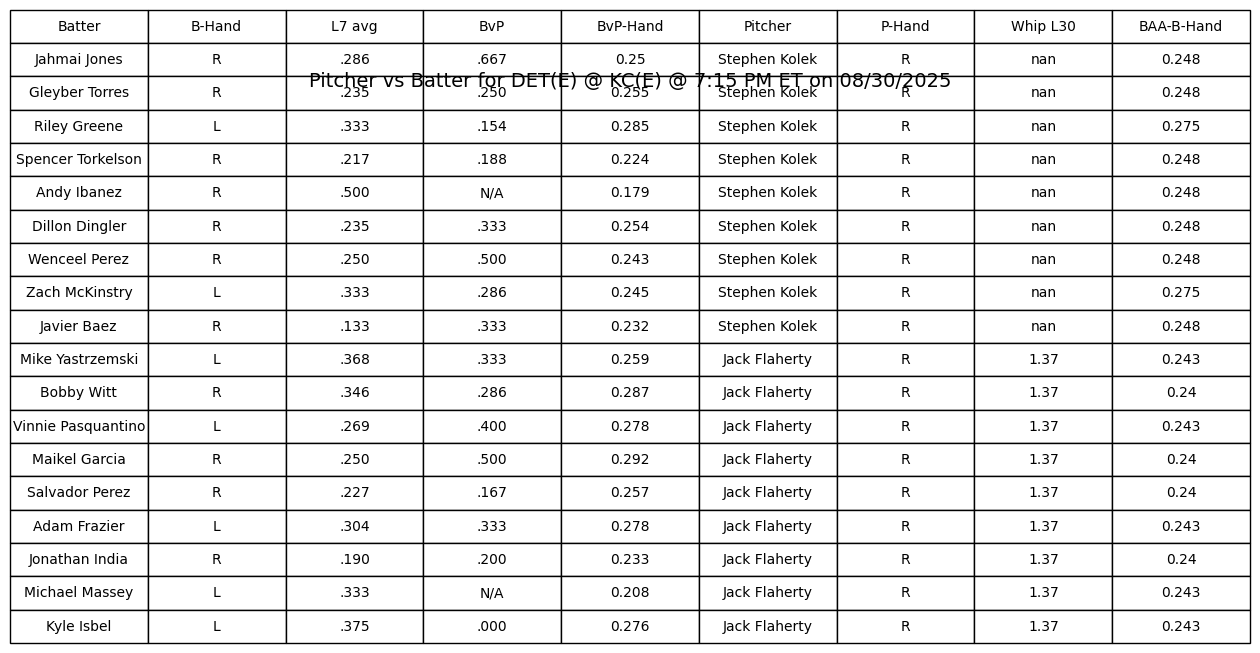 Batter B-Hand L7 avg BvP BvP-Hand Pitcher P-Hand Whip L30 BAA-B-Hand
Jahmai Jones R .286 .667 0.25 Stephen Kolek R nan 0.248
Pitcher vs Batter for DET(E) @ KC(E) @ 7:15 PM ET on 08/30/2025
Gleyber Torres R .235 .250 0.255 Stephen Kolek R nan 0.248
Riley Greene L .333 .154 0.285 Stephen Kolek R nan 0.275
Spencer Torkelson R .217 .188 0.224 Stephen Kolek R nan 0.248
Andy Ibanez R .500 N/A 0.179 Stephen Kolek R nan 0.248
Dillon Dingler R .235 .333 0.254 Stephen Kolek R nan 0.248
Wenceel Perez R .250 .500 0.243 Stephen Kolek R nan 0.248
Zach McKinstry L .333 .286 0.245 Stephen Kolek R nan 0.275
Javier Baez R .133 .333 0.232 Stephen Kolek R nan 0.248
Mike Yastrzemski L .368 .333 0.259 Jack Flaherty R 1.37 0.243
Bobby Witt R .346 .286 0.287 Jack Flaherty R 1.37 0.24
Vinnie Pasquantino L .269 .400 0.278 Jack Flaherty R 1.37 0.243
Maikel Garcia R .250 .500 0.292 Jack Flaherty R 1.37 0.24
Salvador Perez R .227 .167 0.257 Jack Flaherty R 1.37 0.24
Adam Frazier L .304 .333 0.278 Jack Flaherty R 1.37 0.243
Jonathan India R .190 .200 0.233 Jack Flaherty R 1.37 0.24
Michael Massey L .333 N/A 0.208 Jack Flaherty R 1.37 0.243
Kyle Isbel L .375 .000 0.276 Jack Flaherty R 1.37 0.243